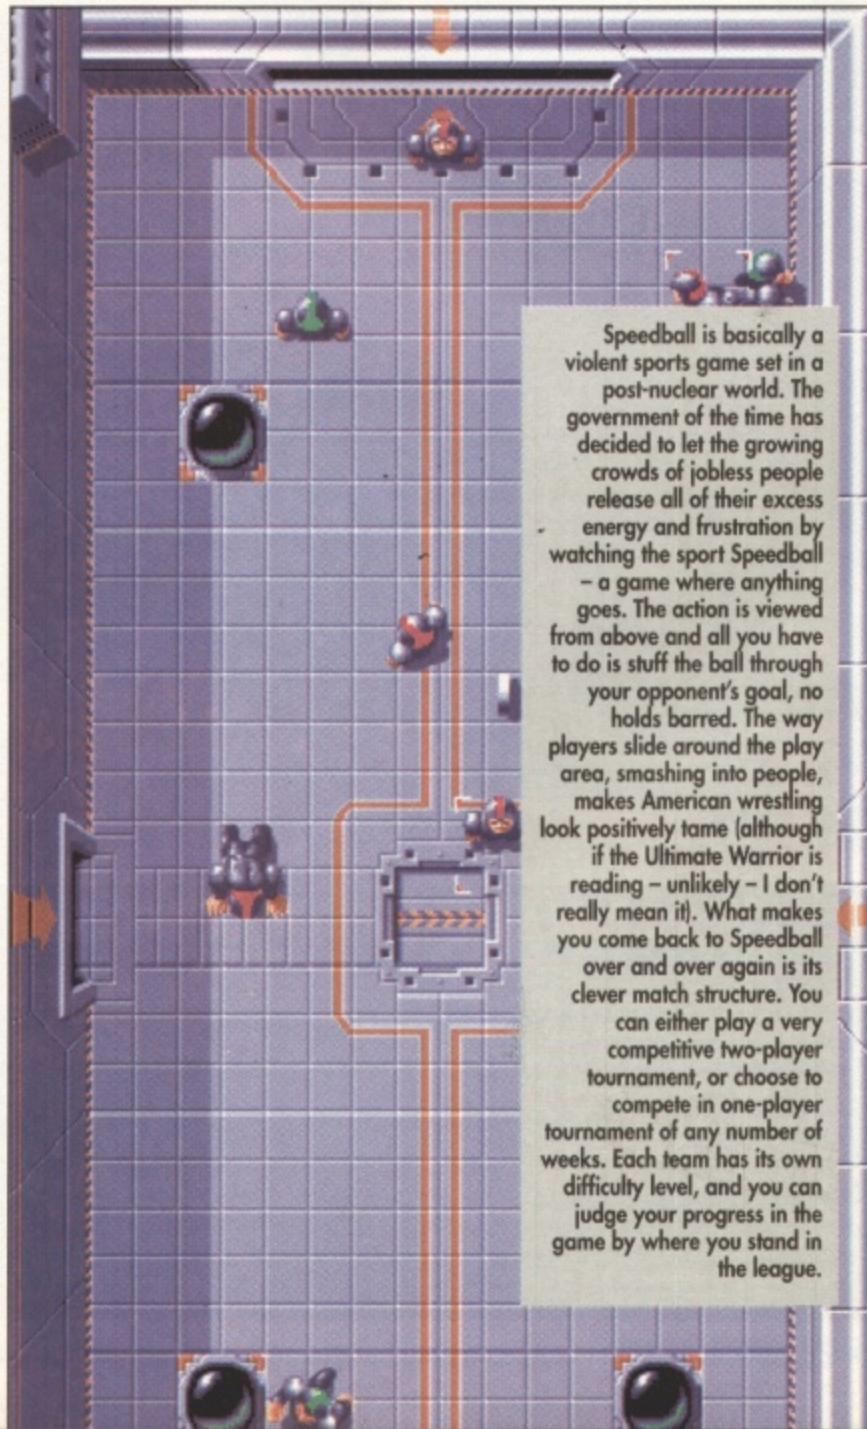 Speedball is basically a
violent sports game set in a
post-nuclear world. The
government of the time has
decided to let the growing
crowds of jobless people
release all of their excess
energy and frustration by
watching the sport Speedball
– a game where anything
goes. The action is viewed
from above and all you have
to do is stuff the ball through
your opponent's goal, no
holds barred. The way
players slide around the play
area, smashing into people,
makes American wrestling
look positively tame (although
if the Ultimate Warrior is
reading – unlikely – I don't
really mean it). What makes
you come back to Speedball
over and over again is its
clever match structure. You
can either play a very
competitive two-player
tournament, or choose to
compete in one-player
tournament of any number of
weeks. Each team has its own
difficulty level, and you can
judge your progress in the
game by where you stand in
the league.